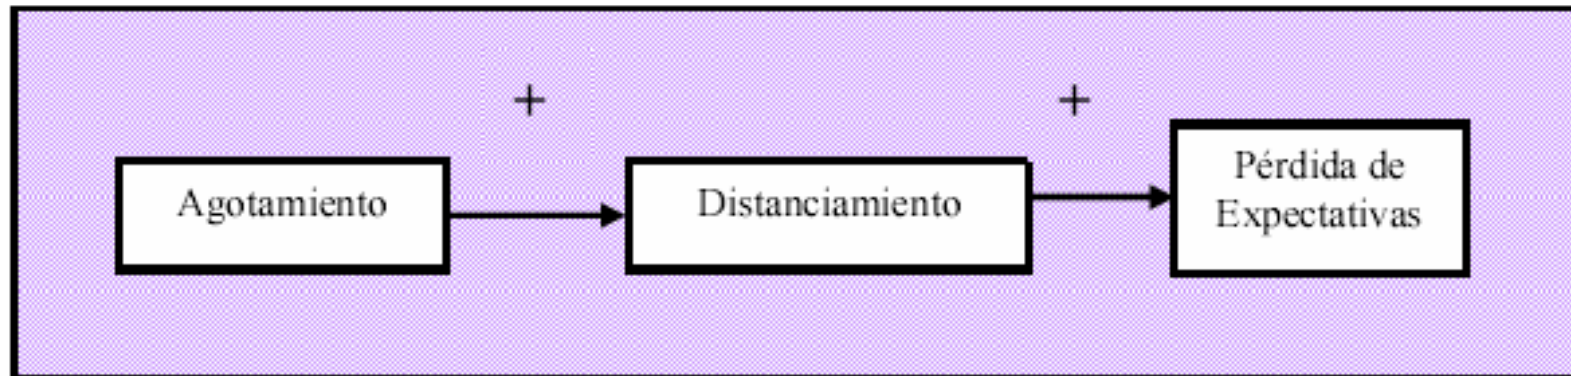 +
+
Agotamiento
Distanciamiento
Pérdida de
Expectativas